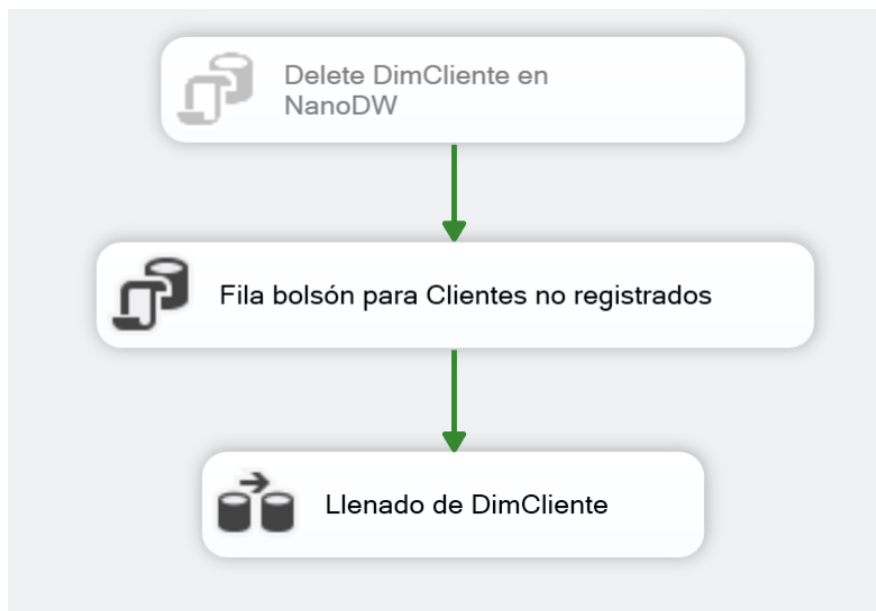 Delete DimCliente en
NanoDW
Fila bolsón para Clientes no registrados
Llenado de DimCliente